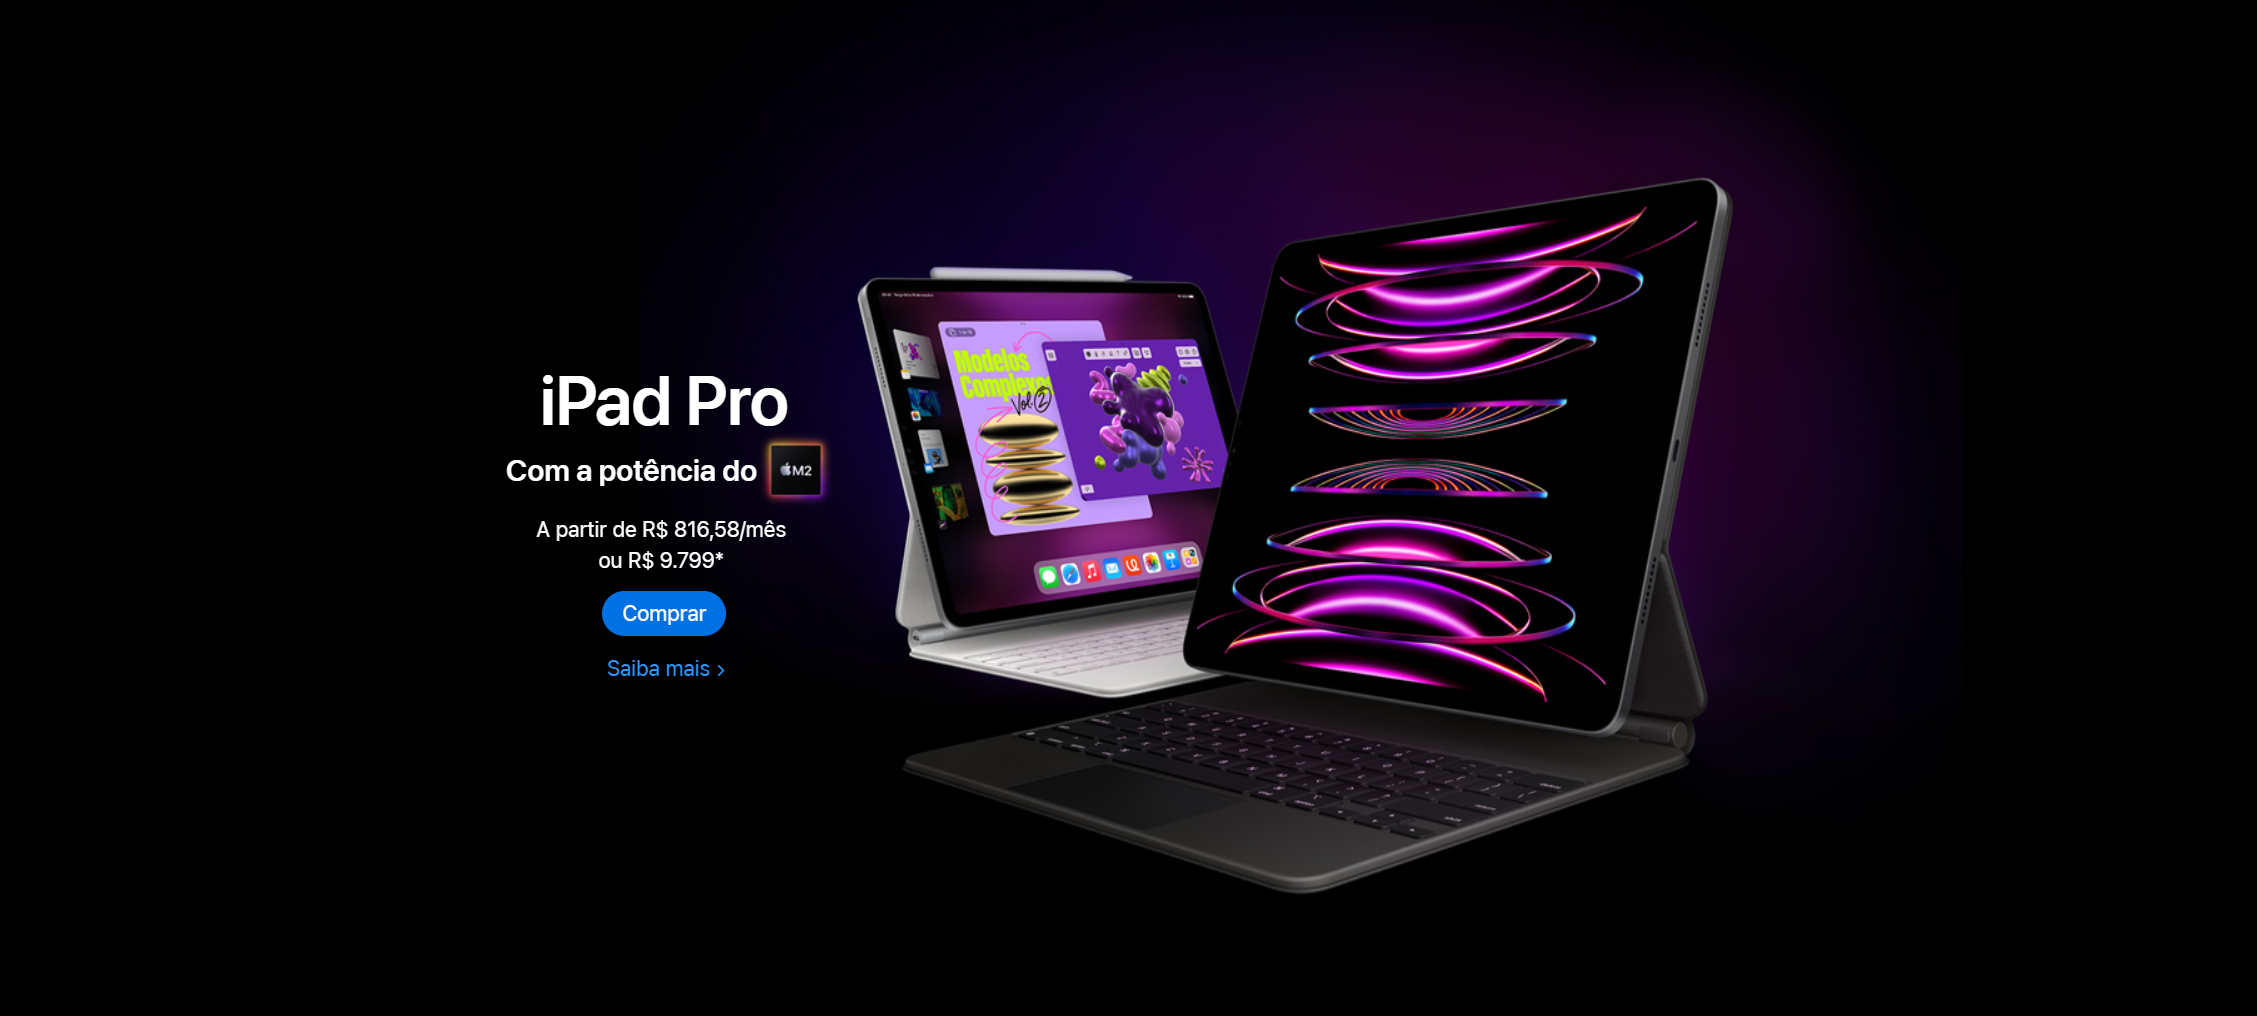 iPad Pro
Com a potência do M2
A partir de R$ 816,58/mês
ou R$ 9.799*
Comprar
Saiba mais >
Modelos
Complexos
Vol. 2